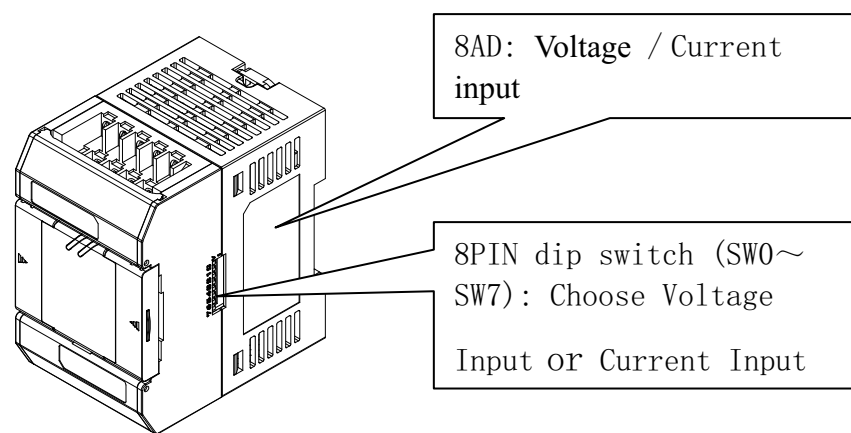 8AD: Voltage / Current
input
8PIN dip switch (SW0～
SW7): Choose Voltage
Input or Current Input